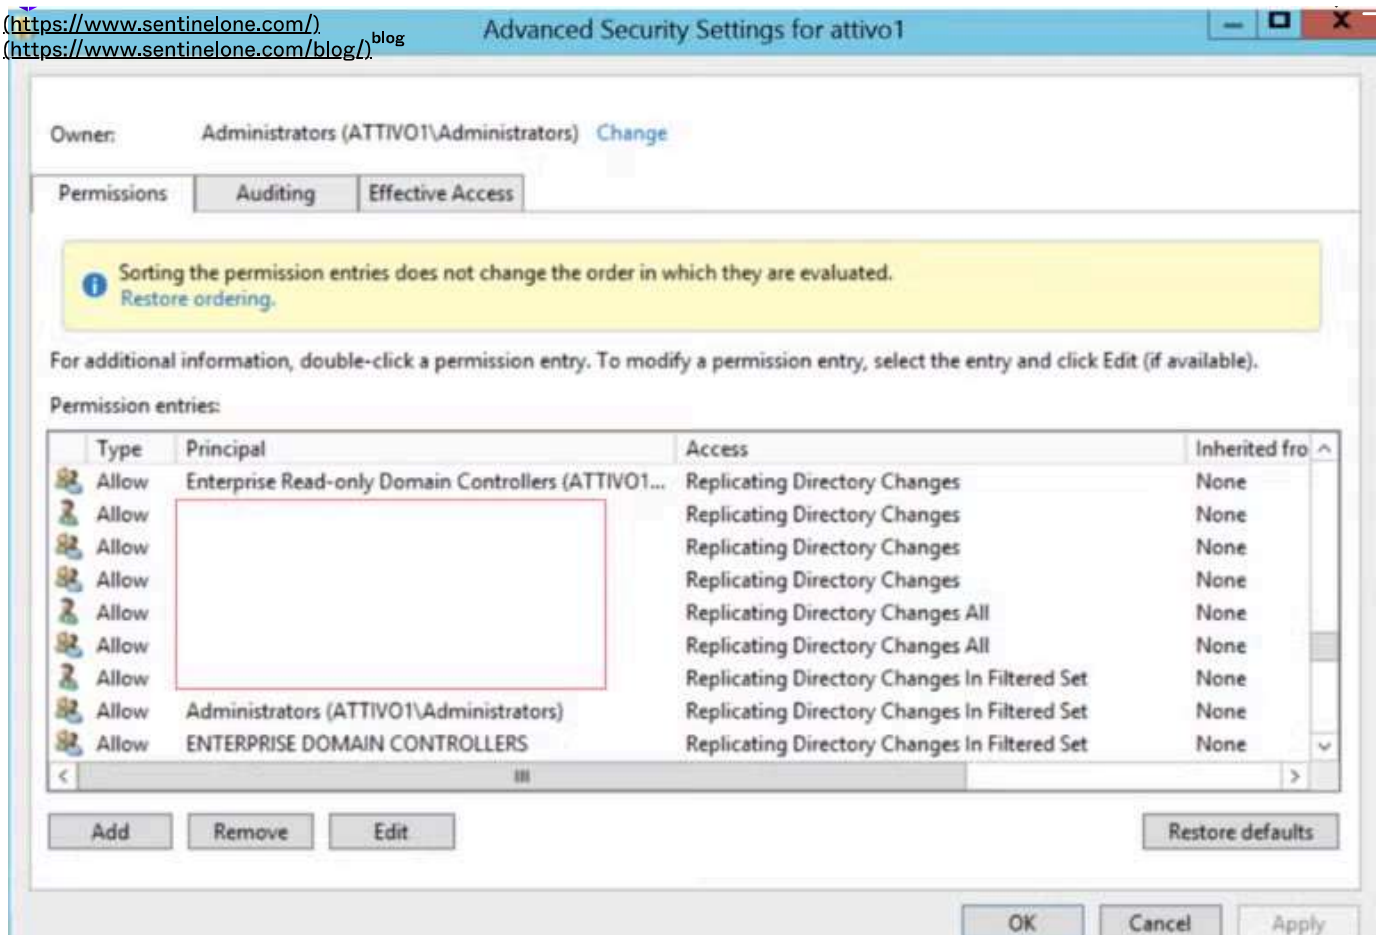 (https://www.sentinelone.com/)
(https://www.sentinelone.com/blog/)blog
Advanced Security Settings for attivo1
Owner: Administrators (ATTIVO1\Administrators) Change
Permissions Auditing Effective Access
Sorting the permission entries does not change the order in which they are evaluated.
Restore ordering.
For additional information, double-click a permission entry. To modify a permission entry, select the entry and click Edit (if available).
Permission entries:
Type Principal Access Inherited fro
Allow Enterprise Read-only Domain Controllers (ATTIVO1... Replicating Directory Changes None
Allow Replicating Directory Changes None
Allow Replicating Directory Changes None
Allow Replicating Directory Changes None
Allow Replicating Directory Changes All None
Allow Replicating Directory Changes All None
Allow Replicating Directory Changes In Filtered Set None
Allow Administrators (ATTIVO1\Administrators) Replicating Directory Changes In Filtered Set None
Allow ENTERPRISE DOMAIN CONTROLLERS Replicating Directory Changes In Filtered Set None
Add Remove Edit Restore defaults
OK Cancel Apply